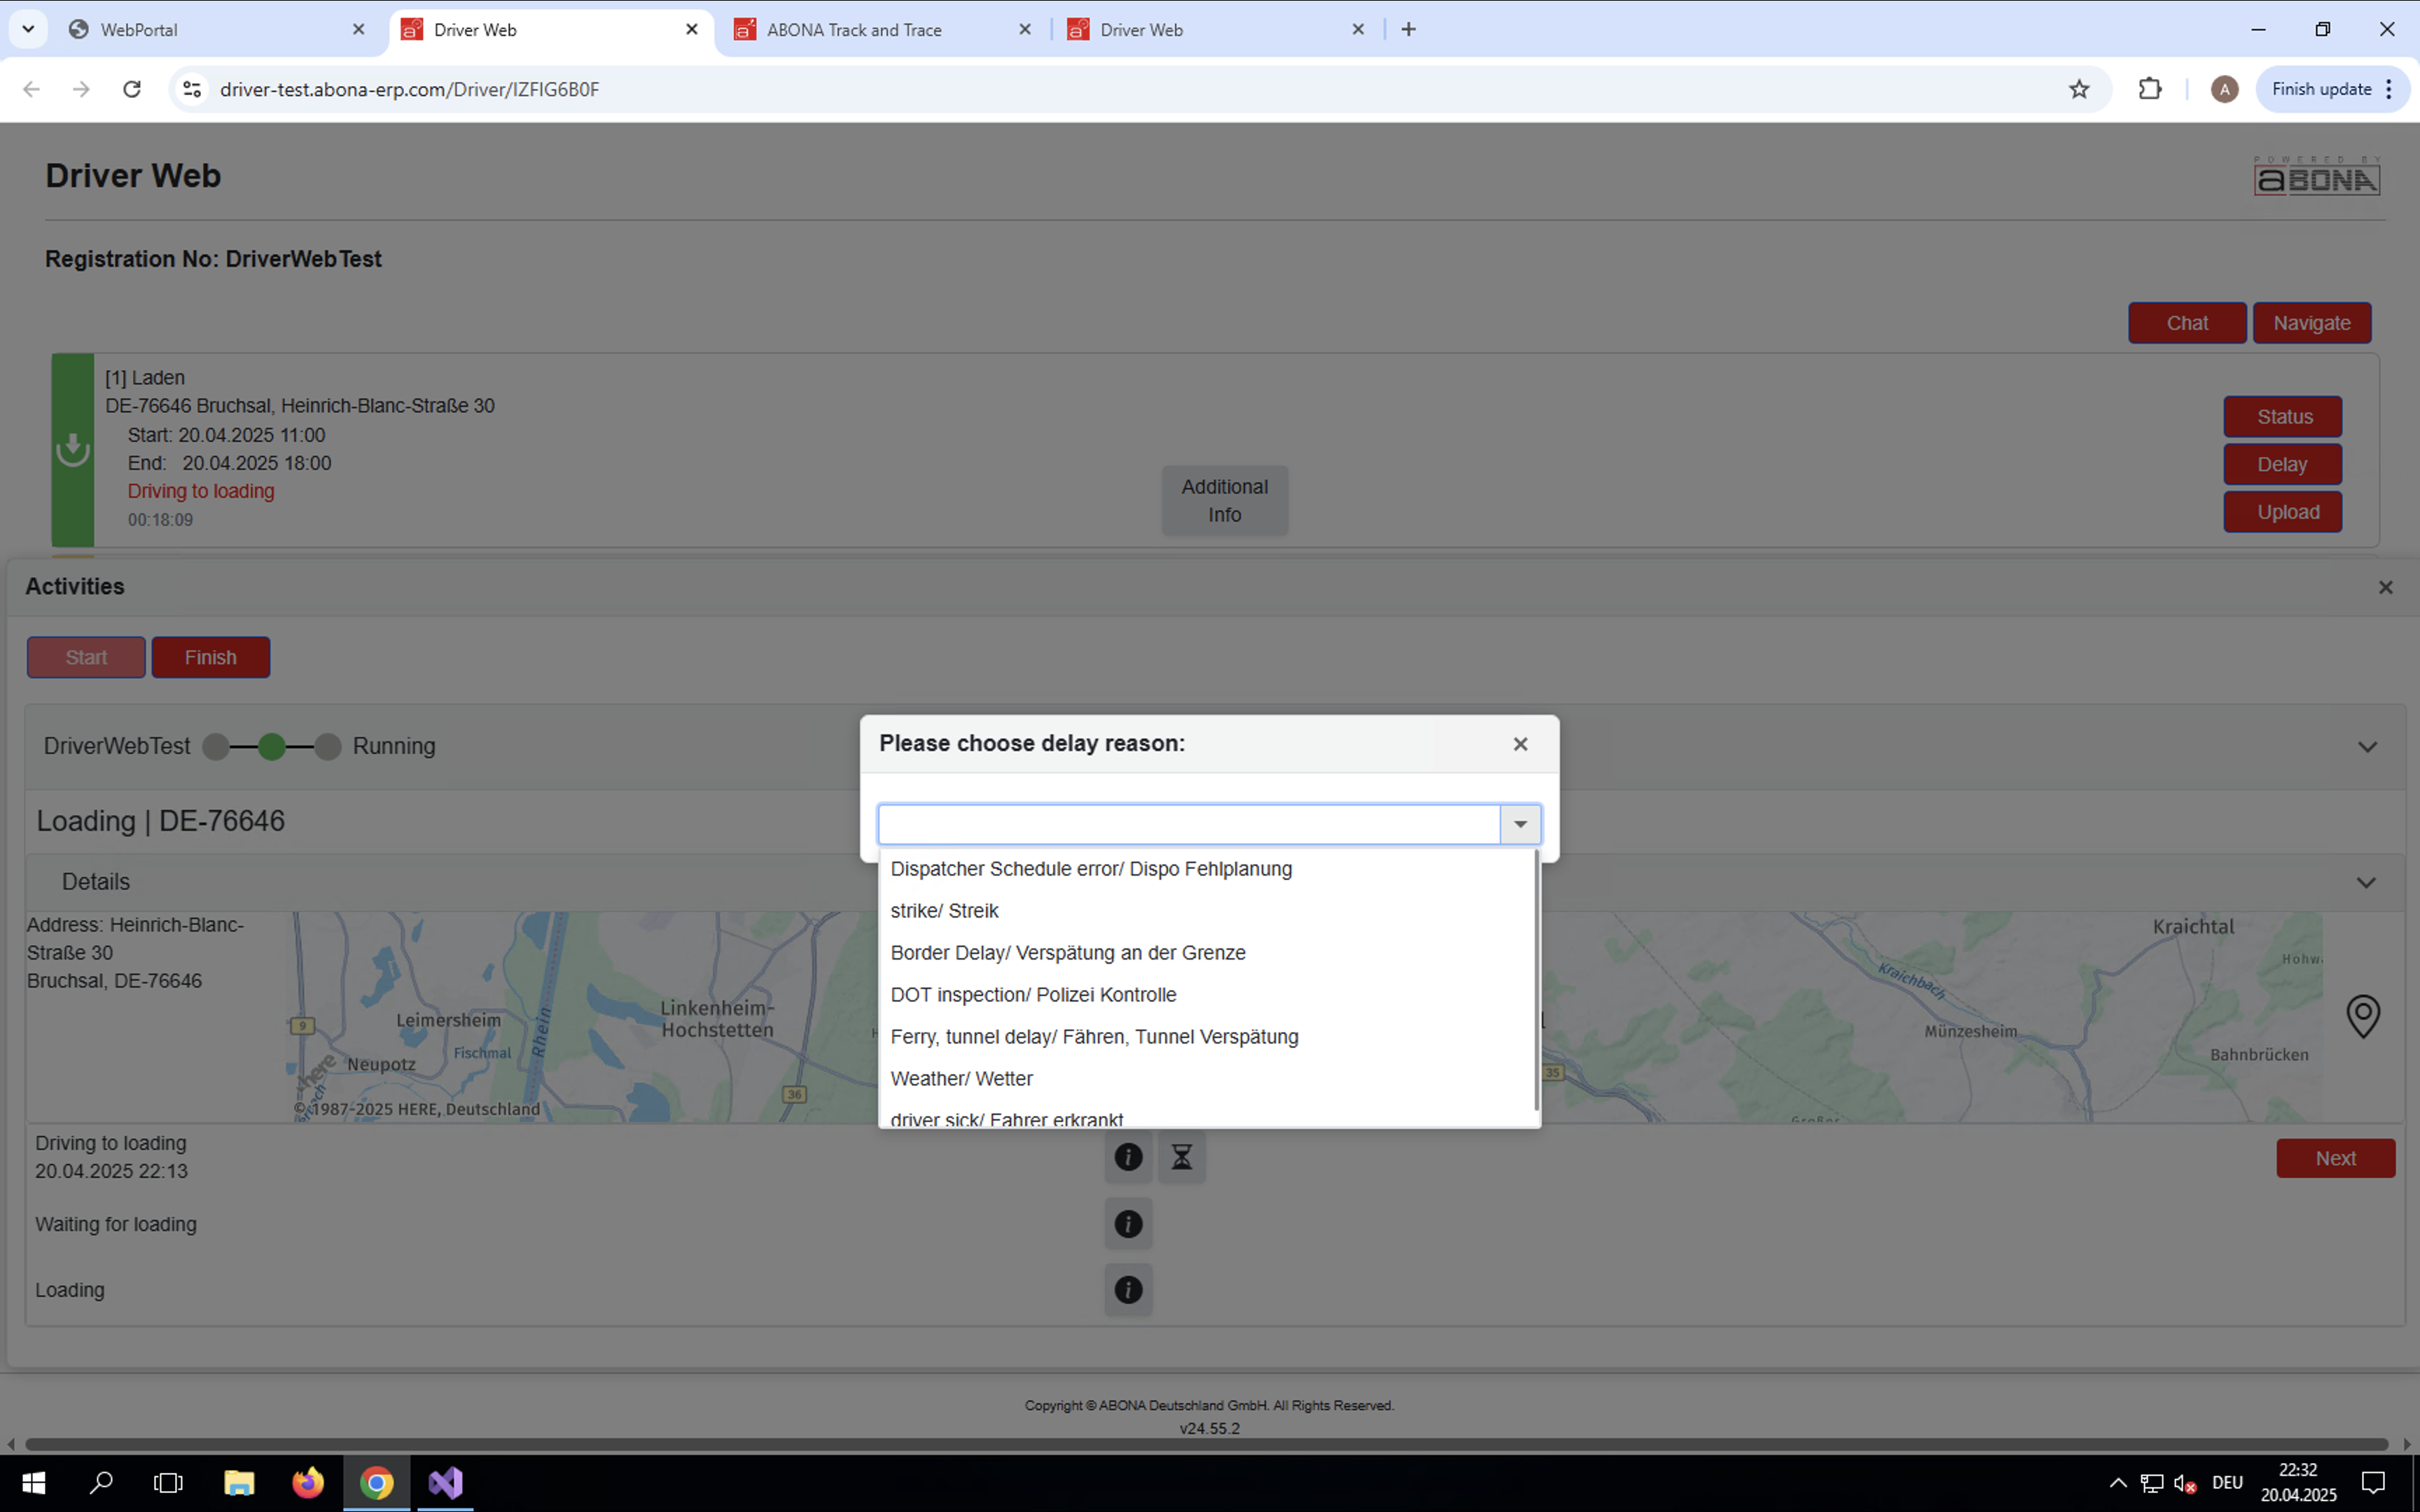 WebPortal
Driver Web
ABONA Track and Trace
Driver Web
driver-test.abona-erp.com/Driver/IZFIG6B0F
A
Finish update
Driver Web
POWERED BY
aBONA
Registration No: DriverWebTest
Chat
Navigate
[1] Laden
DE-76646 Bruchsal, Heinrich-Blanc-Straße 30
Start: 20.04.2025 11:00
End: 20.04.2025 18:00
Driving to loading
00:18:09
Additional
Info
Status
Delay
Upload
Activities
Start
Finish
DriverWebTest
Running
Please choose delay reason:
Loading | DE-76646
Dispatcher Schedule error/ Dispo Fehlplanung
strike/ Streik
Border Delay/ Verspätung an der Grenze
DOT inspection/ Polizei Kontrolle
Ferry, tunnel delay/ Fähren, Tunnel Verspätung
Weather/ Wetter
driver sick/ Fahrer erkrankt
Details
Address: Heinrich-Blanc-
Straße 30
Bruchsal, DE-76646
9
Leimersheim
Fischmal
Neupotz
Rhein
Linkenheim-
Hochstetten
36
here
© 1987-2025 HERE, Deutschland
35
Kraichbach
Kraichtal
Münzesheim
Bahnbrücken
Driving to loading
20.04.2025 22:13
Next
Waiting for loading
Loading
Copyright © ABONA Deutschland GmbH. All Rights Reserved.
v24.55.2
DEU
22:32
20.04.2025